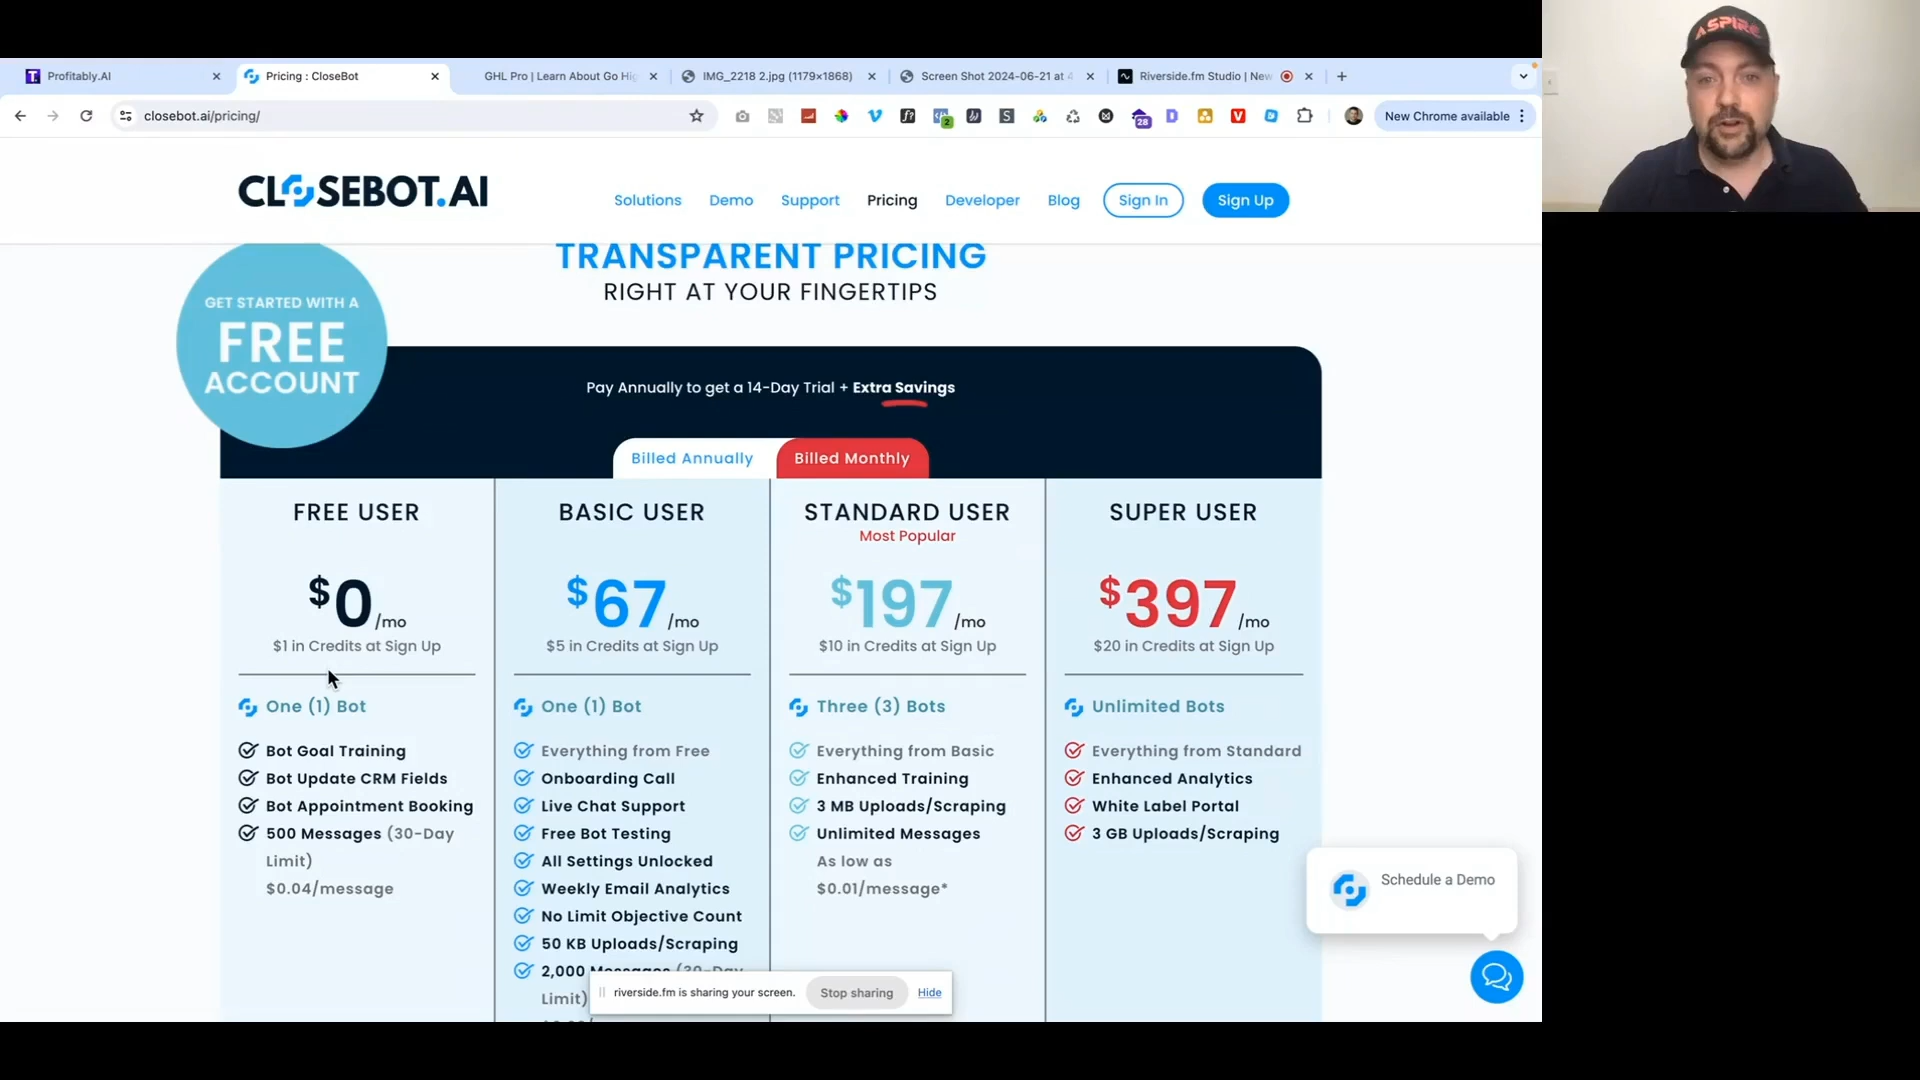 Profitably.AI
Pricing : CloseBot
GHL Pro | Learn About Go Hig
IMG_2218 2.jpg (1179×1868)
Screen Shot 2024-06-21 at 4
Riverside.fm Studio | New
closebot.ai/pricing/
2
28
New Chrome available
ASPIRE
CLOSEBOT.AI
Solutions
Demo
Support
Pricing
Developer
Blog
Sign In
Sign Up
TRANSPARENT PRICING
RIGHT AT YOUR FINGERTIPS
GET STARTED WITH A
FREE
ACCOUNT
Pay Annually to get a 14-Day Trial + Extra Savings
Billed Annually
Billed Monthly
FREE USER
$0/mo
$1 in Credits at Sign Up
One (1) Bot
Bot Goal Training
Bot Update CRM Fields
Bot Appointment Booking
500 Messages (30-Day
Limit)
$0.04/message
BASIC USER
$67/mo
$5 in Credits at Sign Up
One (1) Bot
Everything from Free
Onboarding Call
Live Chat Support
Free Bot Testing
All Settings Unlocked
Weekly Email Analytics
No Limit Objective Count
50 KB Uploads/Scraping
2,000 Messages (30-Day
Limit)
STANDARD USER
Most Popular
$197/mo
$10 in Credits at Sign Up
Three (3) Bots
Everything from Basic
Enhanced Training
3 MB Uploads/Scraping
Unlimited Messages
As low as
$0.01/message*
SUPER USER
$397/mo
$20 in Credits at Sign Up
Unlimited Bots
Everything from Standard
Enhanced Analytics
White Label Portal
3 GB Uploads/Scraping
Schedule a Demo
riverside.fm is sharing your screen.
Stop sharing
Hide